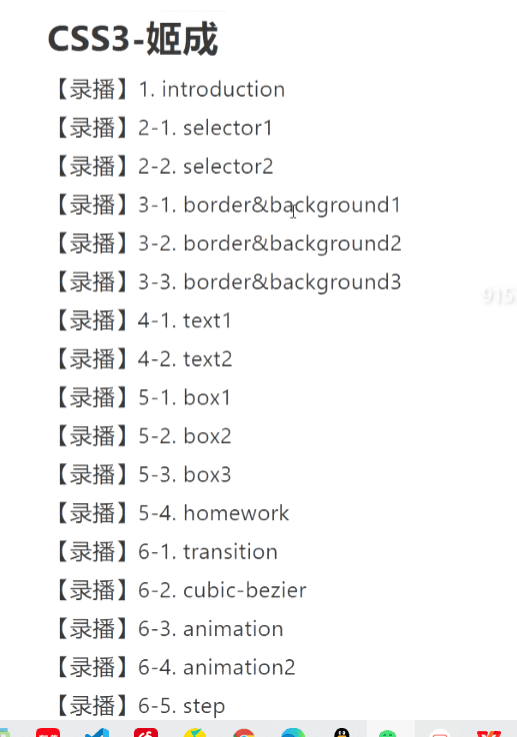 CSS3-姬成
【录播】1. introduction
【录播】2-1. selector1
【录播】2-2. selector2
【录播】3-1. border&background1
【录播】3-2. border&background2
【录播】3-3. border&background3
915
【录播】4-1. text1
【录播】4-2. text2
【录播】5-1. box1
【录播】5-2. box2
【录播】5-3. box3
【录播】5-4. homework
【录播】6-1. transition
【录播】6-2. cubic-bezier
【录播】6-3. animation
【录播】6-4. animation2
【录播】6-5. step